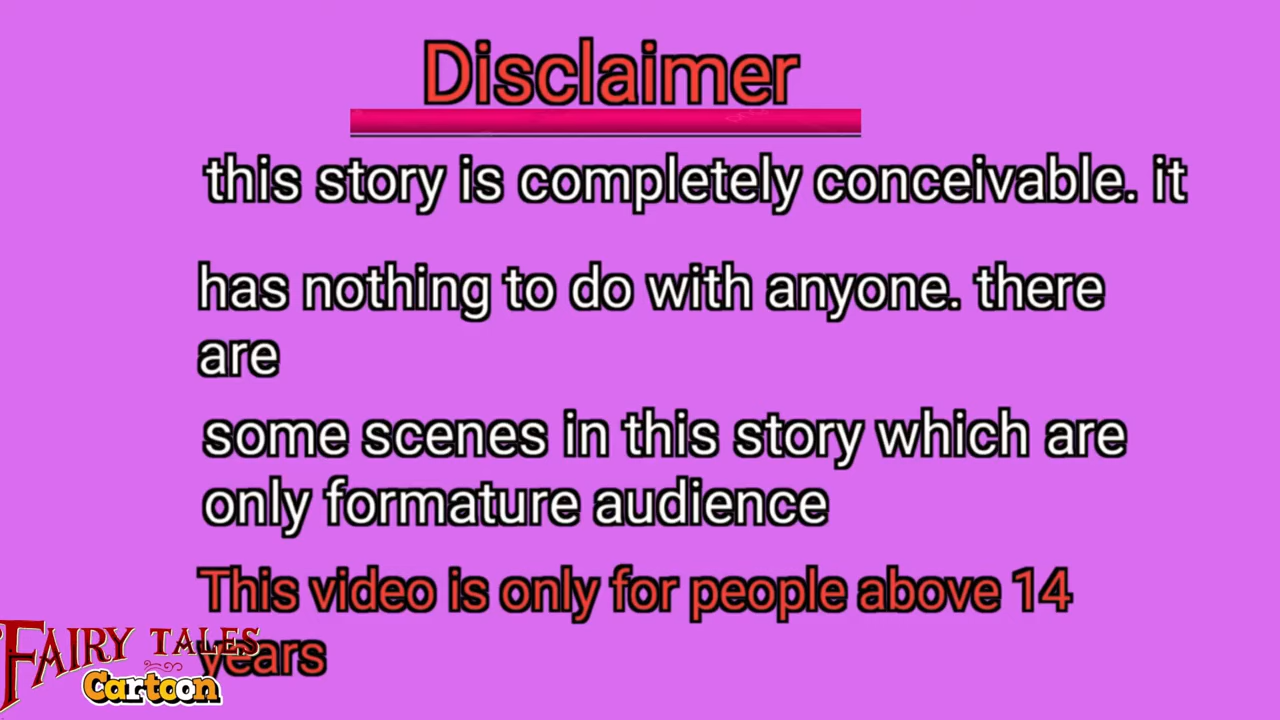 Disclaimer
this story is completely conceivable. it
has nothing to do with anyone. there
are
some scenes in this story which are
only formature audience
This video is only for people above 14
years
FAIRY TALES
Cartoon